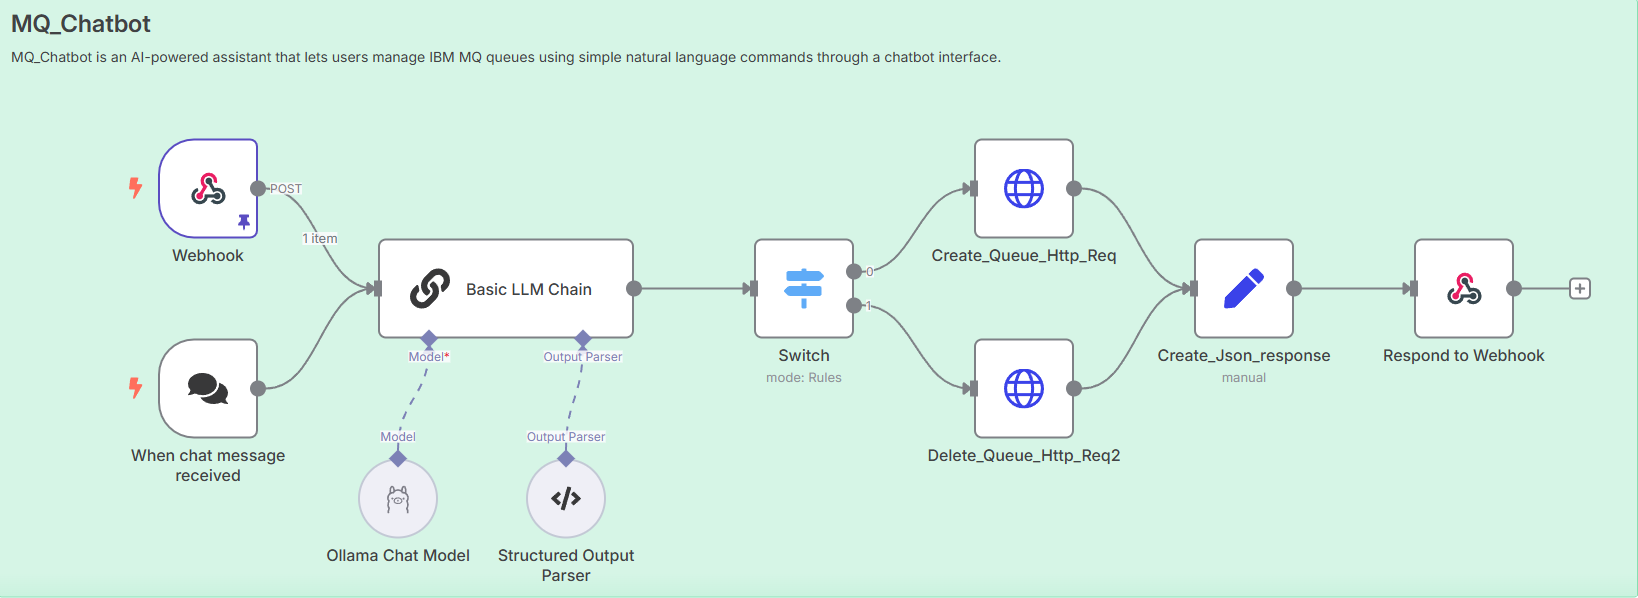 MQ_Chatbot
MQ_Chatbot is an AI-powered assistant that lets users manage IBM MQ queues using simple natural language commands through a chatbot interface.
POST
Webhook
1 item
When chat message
received
Basic LLM Chain
Model*
Output Parser
Model
Output Parser
Ollama Chat Model
Structured Output
Parser
Switch
mode: Rules
0
1
Create_Queue_Http_Req
Delete_Queue_Http_Req2
Create_Json_response
manual
Respond to Webhook